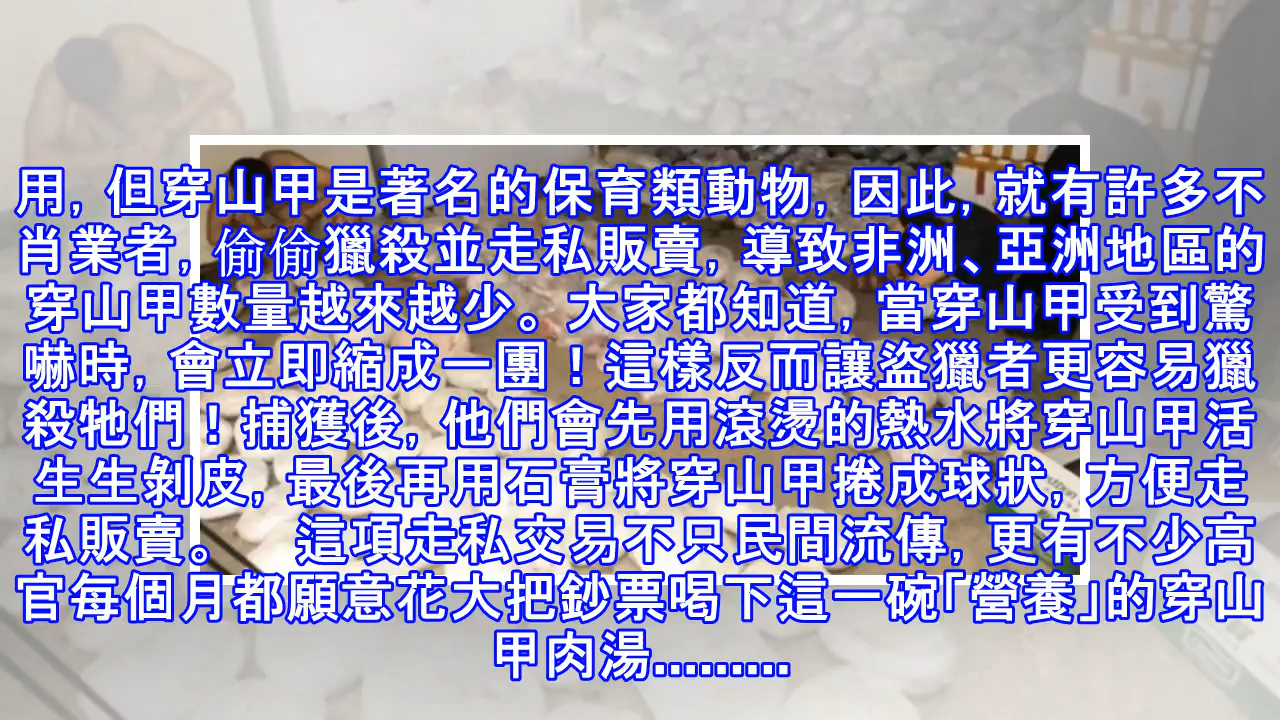 用, 但穿山甲是著名的保育類動物, 因此, 就有許多不
肖業者, 偷偷獵殺並走私販賣, 導致非洲、亞洲地區的
穿山甲數量越來越少。大家都知道, 當穿山甲受到驚
嚇時, 會立即縮成一團！這樣反而讓盜獵者更容易獵
殺牠們！捕獲後, 他們會先用滾燙的熱水將穿山甲活
生生剝皮, 最後再用石膏將穿山甲捲成球狀, 方便走
私販賣。　這項走私交易不只民間流傳, 更有不少高
官每個月都願意花大把鈔票喝下這一碗「營養」的穿山
甲肉湯.........